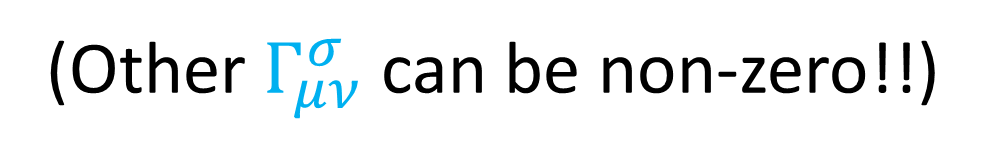 (Other Γ^σ_μν can be non-zero!!)